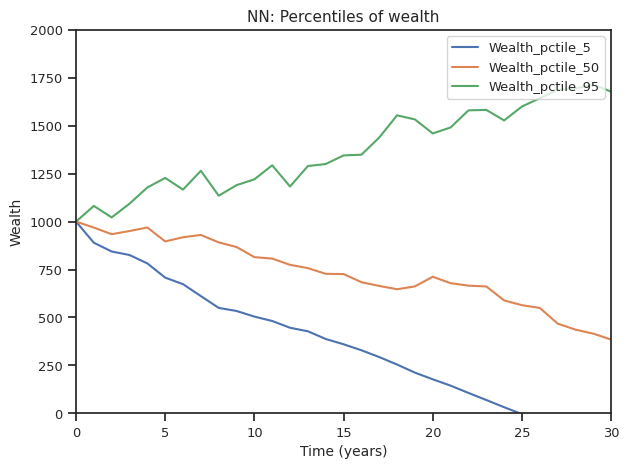 NN: Percentiles of wealth
2000
1750
1500
1250
1000
750
500
250
0
Wealth
Wealth_pctile_5
Wealth_pctile_50
Wealth_pctile_95
0 5 10 15 20 25 30
Time (years)